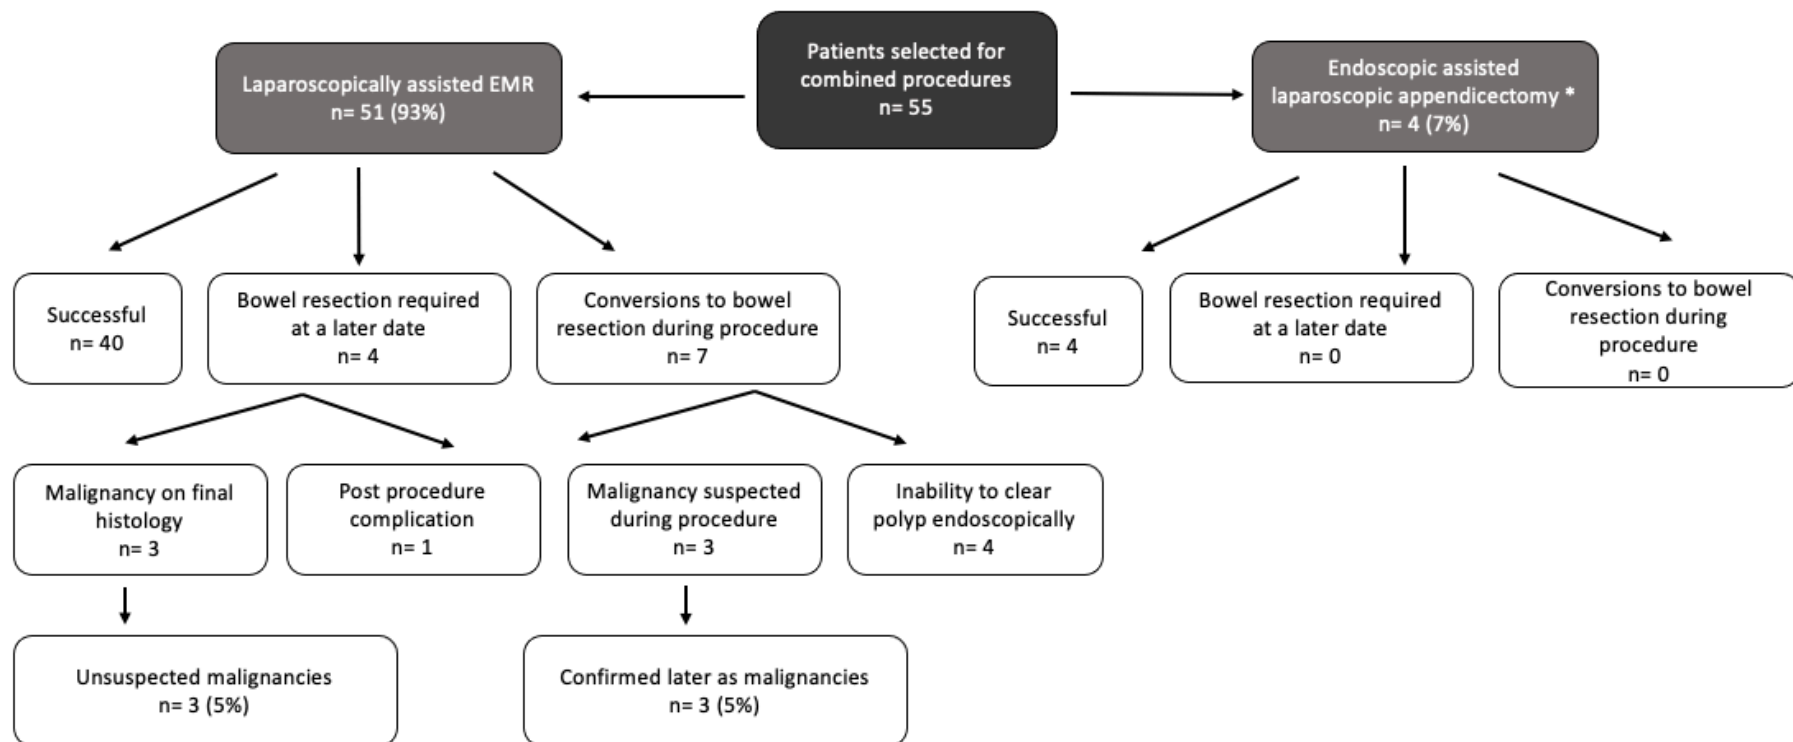 Patients selected for
combined procedures
n= 55
Laparoscopically assisted EMR
n= 51 (93%)
Endoscopic assisted
laparoscopic appendicectomy *
n= 4 (7%)
Successful
n= 40
Bowel resection required
at a later date
n= 4
Conversions to bowel
resection during procedure
n= 7
Successful
n= 4
Bowel resection required
at a later date
n= 0
Conversions to bowel
resection during
procedure
n= 0
Malignancy on final
histology
n= 3
Post procedure
complication
n= 1
Malignancy suspected
during procedure
n= 3
Inability to clear
polyp endoscopically
n= 4
Unsuspected malignancies
n= 3 (5%)
Confirmed later as malignancies
n= 3 (5%)